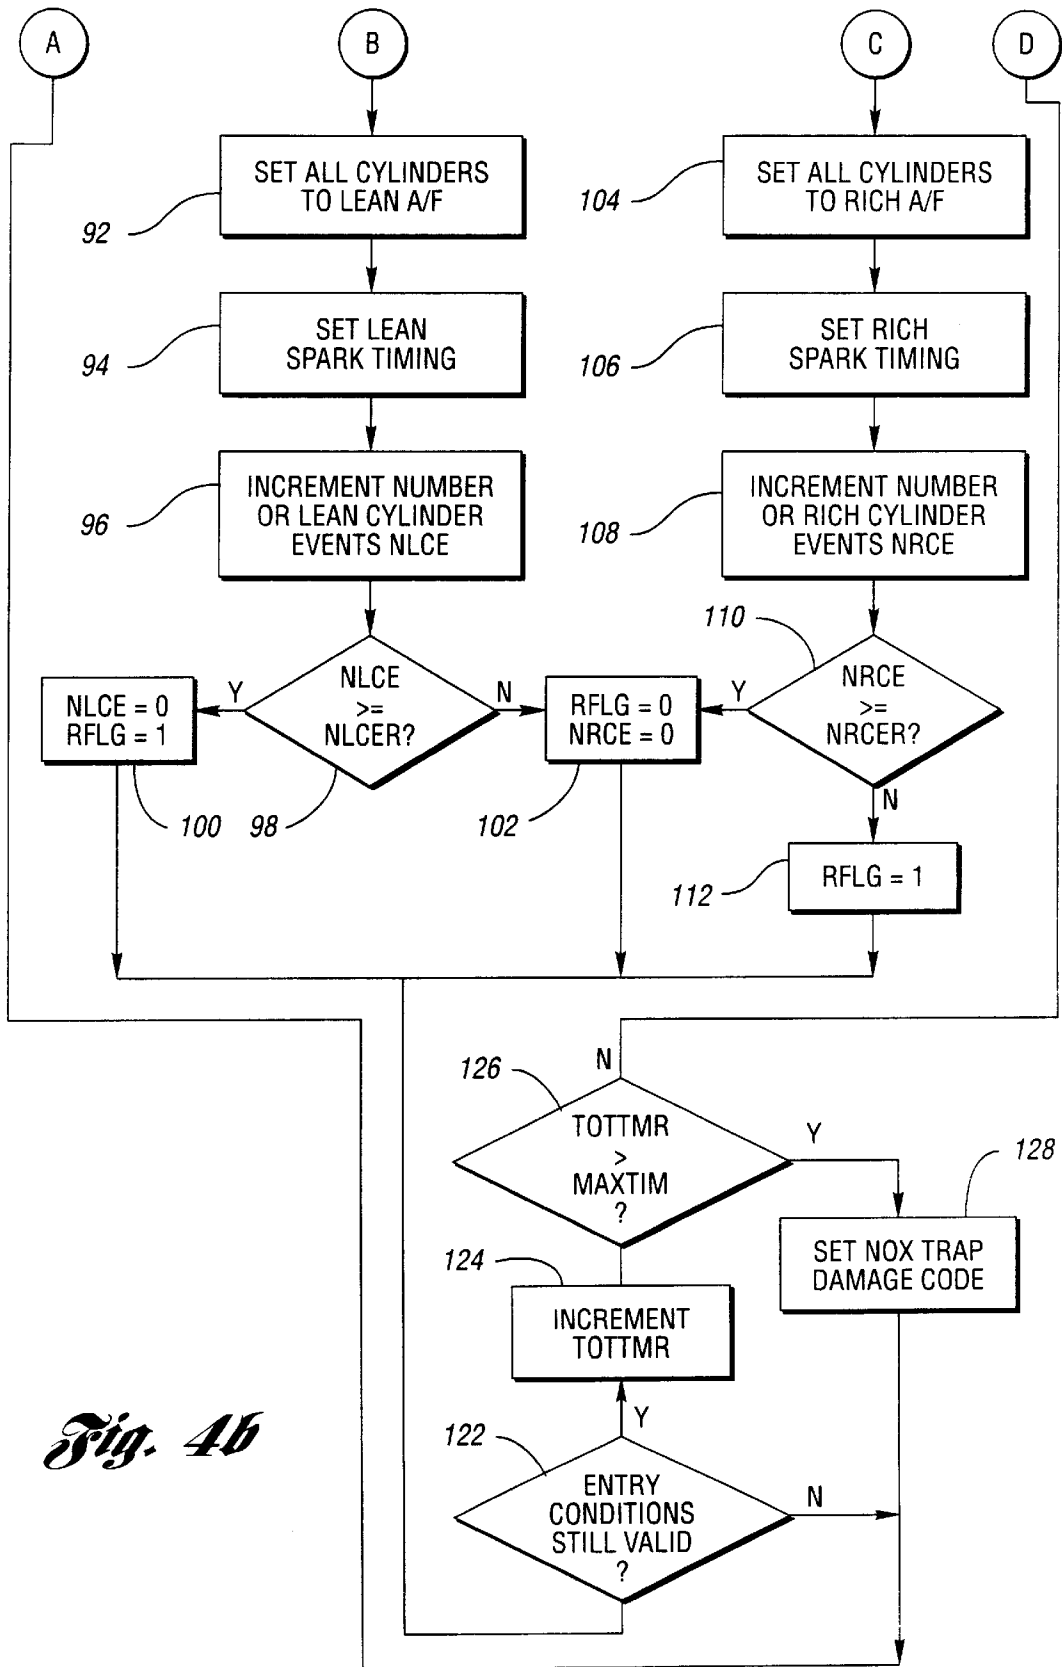 A
B
C
D
SET ALL CYLINDERS
TO LEAN A/F
92
SET ALL CYLINDERS
TO RICH A/F
104
SET LEAN
SPARK TIMING
94
SET RICH
SPARK TIMING
106
INCREMENT NUMBER
OR LEAN CYLINDER
EVENTS NLCE
96
INCREMENT NUMBER
OR RICH CYLINDER
EVENTS NRCE
108
110
NLCE = 0
RFLG = 1
Y
NLCE
>=
NLCER?
N
RFLG = 0
NRCE = 0
Y
NRCE
>=
NRCER?
100
98
102
N
RFLG = 1
112
N
126
TOTTMR
>
MAXTIM
?
Y
128
SET NOX TRAP
DAMAGE CODE
124
INCREMENT
TOTTMR
Y
122
ENTRY
CONDITIONS
STILL VALID
?
N
Fig. 4b